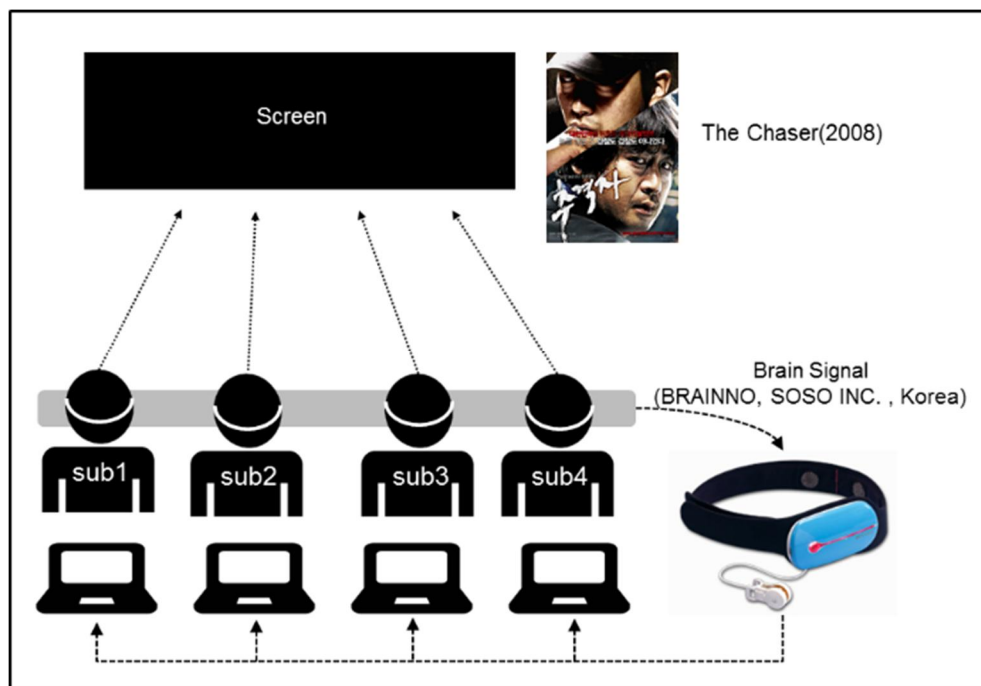 Screen
The Chaser(2008)
추격자
Brain Signal
(BRAINNO, SOSO INC. , Korea)
sub1
sub2
sub3
sub4